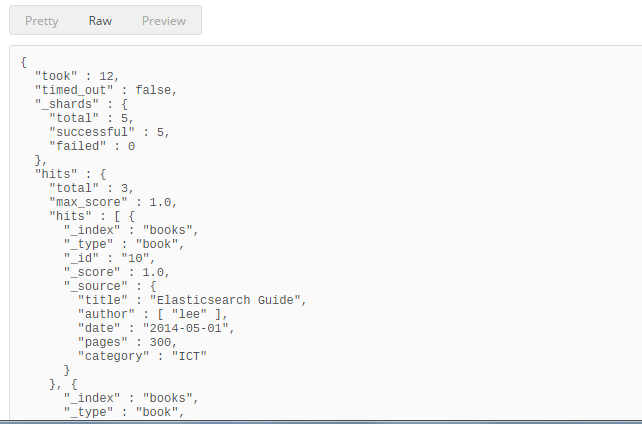 Pretty Raw Preview
{
"took" : 12,
"timed_out" : false,
"_shards" : {
"total" : 5,
"successful" : 5,
"failed" : 0
},
"hits" : {
"total" : 3,
"max_score" : 1.0,
"hits" : [ {
"_index" : "books",
"_type" : "book",
"_id" : "10",
"_score" : 1.0,
"_source" : {
"title" : "Elasticsearch Guide",
"author" : [ "lee" ],
"date" : "2014-05-01",
"pages" : 300,
"category" : "ICT"
}
}, {
"_index" : "books",
"_type" : "book",